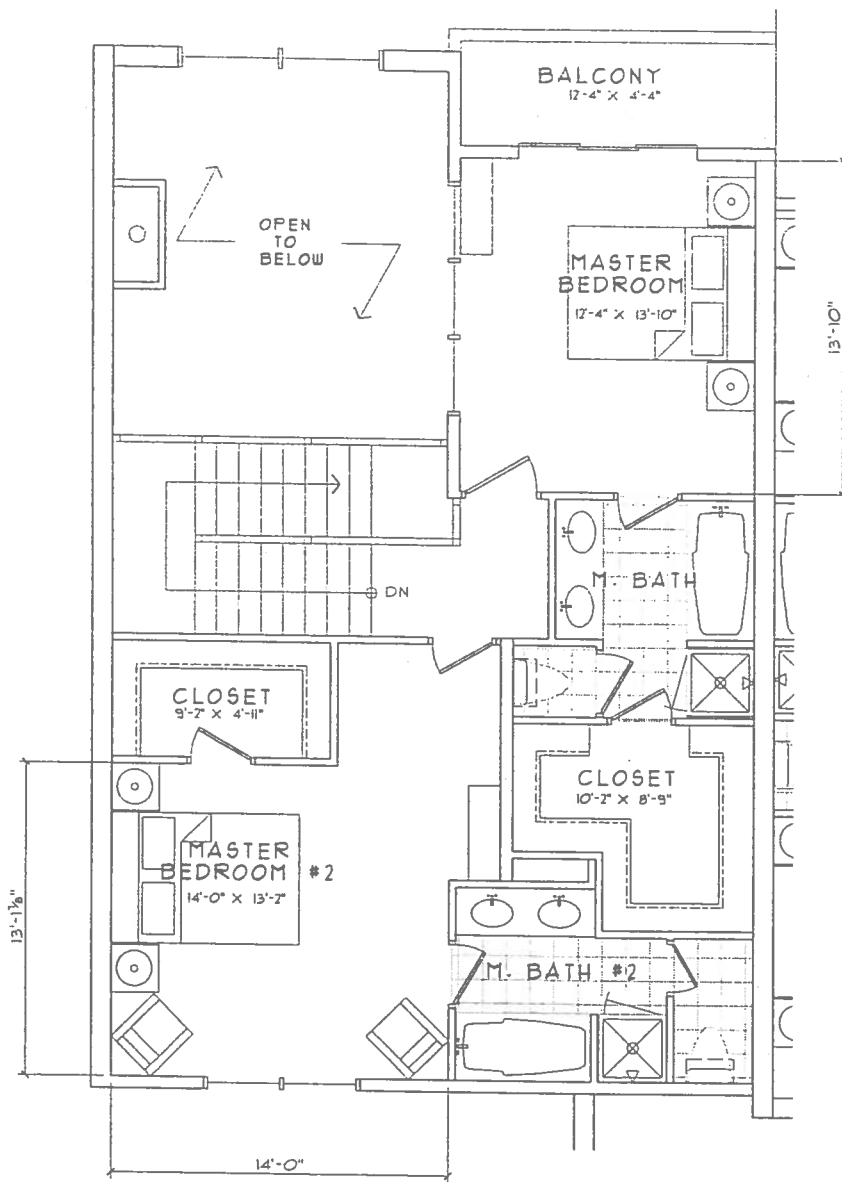 BALCONY
12'-4" X 4'-4"
OPEN
TO
BELOW
MASTER
BEDROOM
12'-4" X 13'-10"
13'-10"
DN
M. BATH
CLOSET
9'-2" X 4'-11"
CLOSET
10'-2" X 8'-9"
MASTER
BEDROOM #2
14'-0" X 13'-2"
13'-1⅞"
M. BATH #2
14'-0"